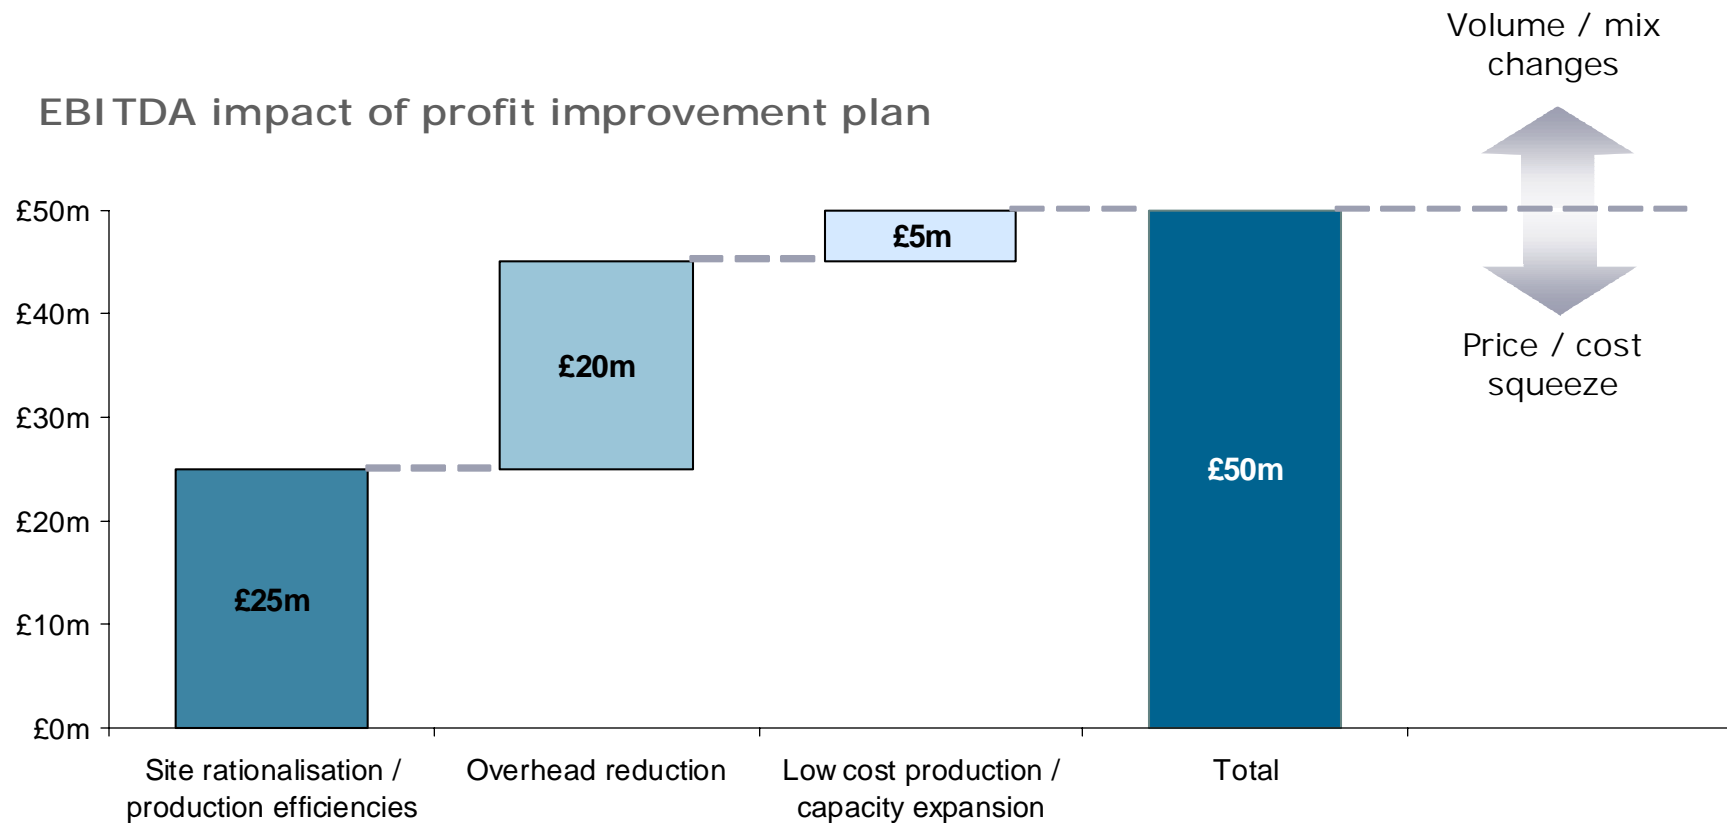 Volume / mix
changes
EBITDA impact of profit improvement plan
£50m
£40m
£30m
£20m
£10m
£0m
£25m
£20m
£5m
£50m
Price / cost
squeeze
Site rationalisation /
production efficiencies
Overhead reduction
Low cost production /
capacity expansion
Total